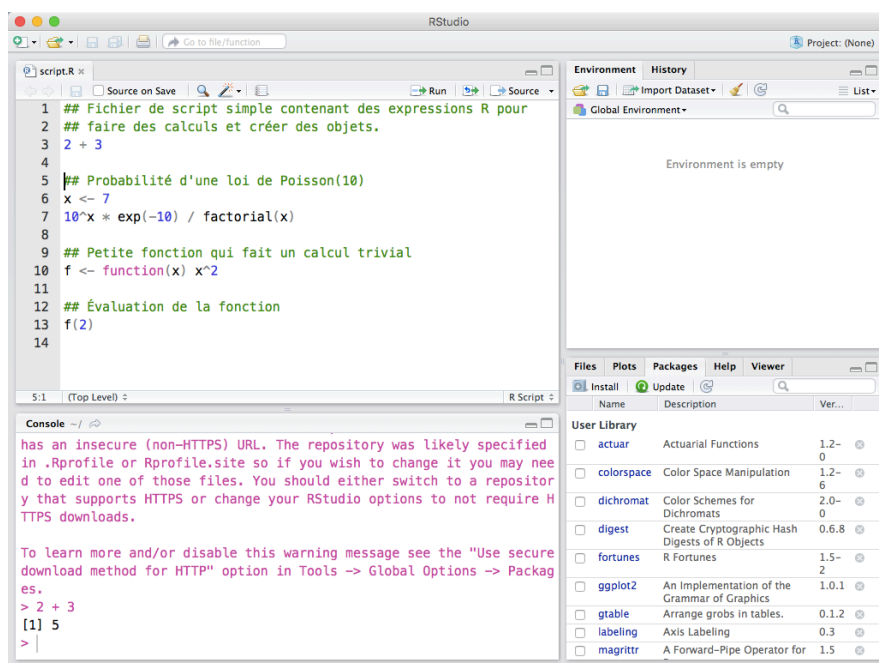 RStudio
Go to file/function
Project: (None)
script.R
Source on Save
Run
Source
1 ## Fichier de script simple contenant des expressions R pour
2 ## faire des calculs et créer des objets.
3 2 + 3
4
5 ## Probabilité d'une loi de Poisson(10)
6 x <- 7
7 10^x * exp(-10) / factorial(x)
8
9 ## Petite fonction qui fait un calcul trivial
10 f <- function(x) x^2
11
12 ## Évaluation de la fonction
13 f(2)
14
5:1 (Top Level) R Script
Console ~/
has an insecure (non-HTTPS) URL. The repository was likely specified
in .Rprofile or Rprofile.site so if you wish to change it you may nee
d to edit one of those files. You should either switch to a repositor
y that supports HTTPS or change your RStudio options to not require H
TTPS downloads.
To learn more and/or disable this warning message see the "Use secure
download method for HTTP" option in Tools -> Global Options -> Packag
es.
> 2 + 3
[1] 5
>
Environment History
Import Dataset List
Global Environment
Environment is empty
Files Plots Packages Help Viewer
Install Update
Name Description Ver...
User Library
actuar Actuarial Functions 1.2-
0
colorspace Color Space Manipulation 1.2-
6
dichromat Color Schemes for 2.0-
Dichromats 0
digest Create Cryptographic Hash 0.6.8
Digests of R Objects
fortunes R Fortunes 1.5-
2
ggplot2 An Implementation of the 1.0.1
Grammar of Graphics
gtable Arrange grobs in tables. 0.1.2
labeling Axis Labeling 0.3
magrittr A Forward-Pipe Operator for 1.5